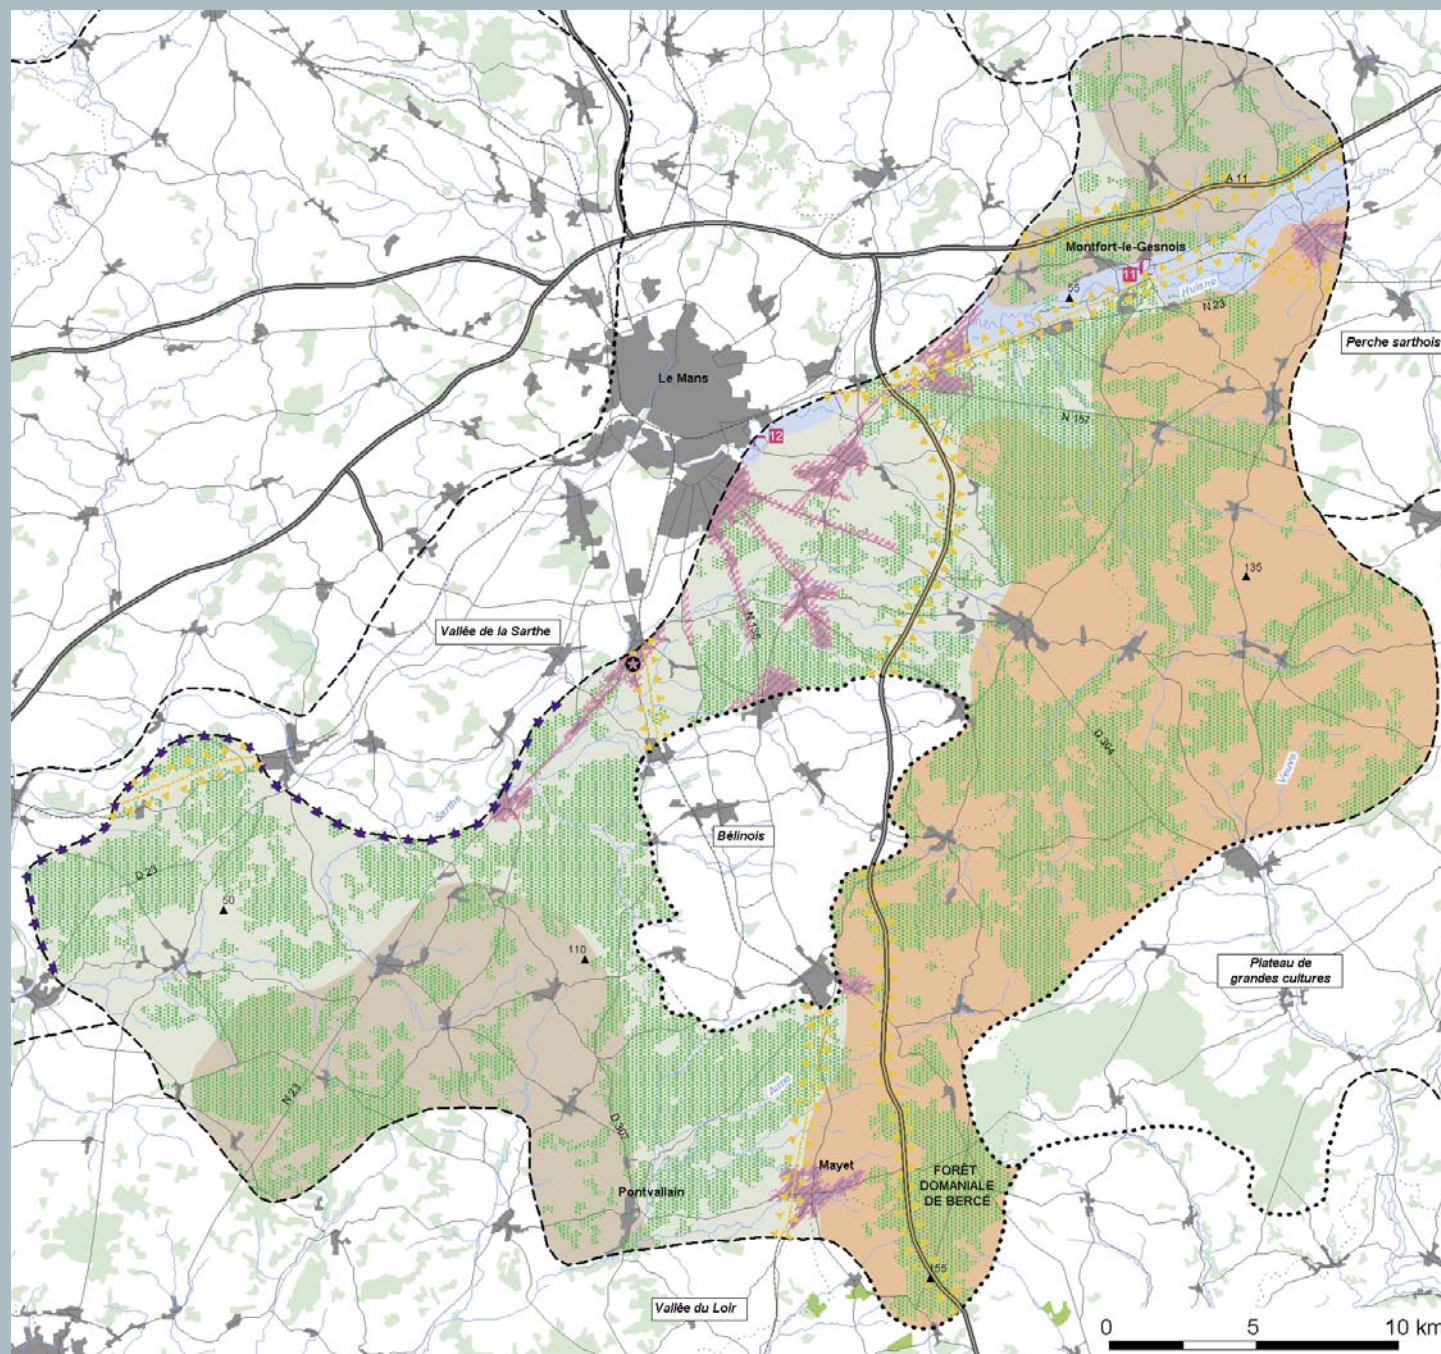 A 11
Montfort-le-Gesnois
11
Huisne
55
N 23
Perche sarthois
Le Mans
N 157
12
135
Vallée de la Sarthe
N 138
D 304
Veuve
Sarthe
Bélinois
D 23
50
110
Plateau de
grandes cultures
N 23
Aune
D 307
Mayet
FORÊT
DOMANIALE
DE BERCÉ
Pontvallain
155
Vallée du Loir
0 5 10 km